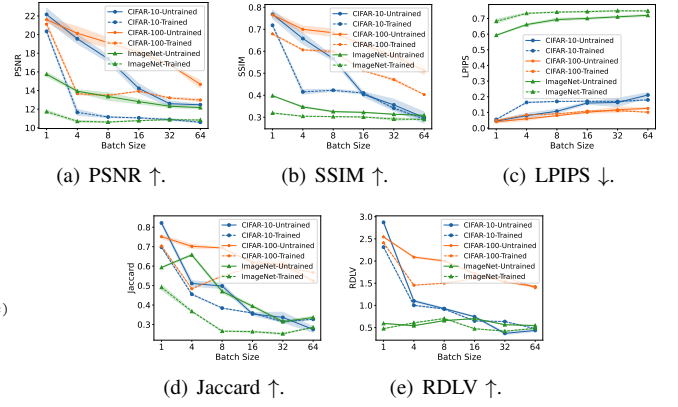 CIFAR-10-Untrained
CIFAR-10-Trained
CIFAR-100-Untrained
CIFAR-100-Trained
ImageNet-Untrained
ImageNet-Trained
PSNR
22
20
18
16
14
12
10
1 4 8 16 32 64
Batch Size
(a) PSNR ↑.
CIFAR-10-Untrained
CIFAR-10-Trained
CIFAR-100-Untrained
CIFAR-100-Trained
ImageNet-Untrained
ImageNet-Trained
SSIM
0.8
0.7
0.6
0.5
0.4
0.3
1 4 8 16 32 64
Batch Size
(b) SSIM ↑.
CIFAR-10-Untrained
CIFAR-10-Trained
CIFAR-100-Untrained
CIFAR-100-Trained
ImageNet-Untrained
ImageNet-Trained
LPIPS
0.7
0.6
0.5
0.4
0.3
0.2
0.1
0.0
1 4 8 16 32 64
Batch Size
(c) LPIPS ↓.
CIFAR-10-Untrained
CIFAR-10-Trained
CIFAR-100-Untrained
CIFAR-100-Trained
ImageNet-Untrained
ImageNet-Trained
Jaccard
0.8
0.7
0.6
0.5
0.4
0.3
1 4 8 16 32 64
Batch Size
(d) Jaccard ↑.
CIFAR-10-Untrained
CIFAR-10-Trained
CIFAR-100-Untrained
CIFAR-100-Trained
ImageNet-Untrained
ImageNet-Trained
RDLV
3.0
2.5
2.0
1.5
1.0
0.5
1 4 8 16 32 64
Batch Size
(e) RDLV ↑.